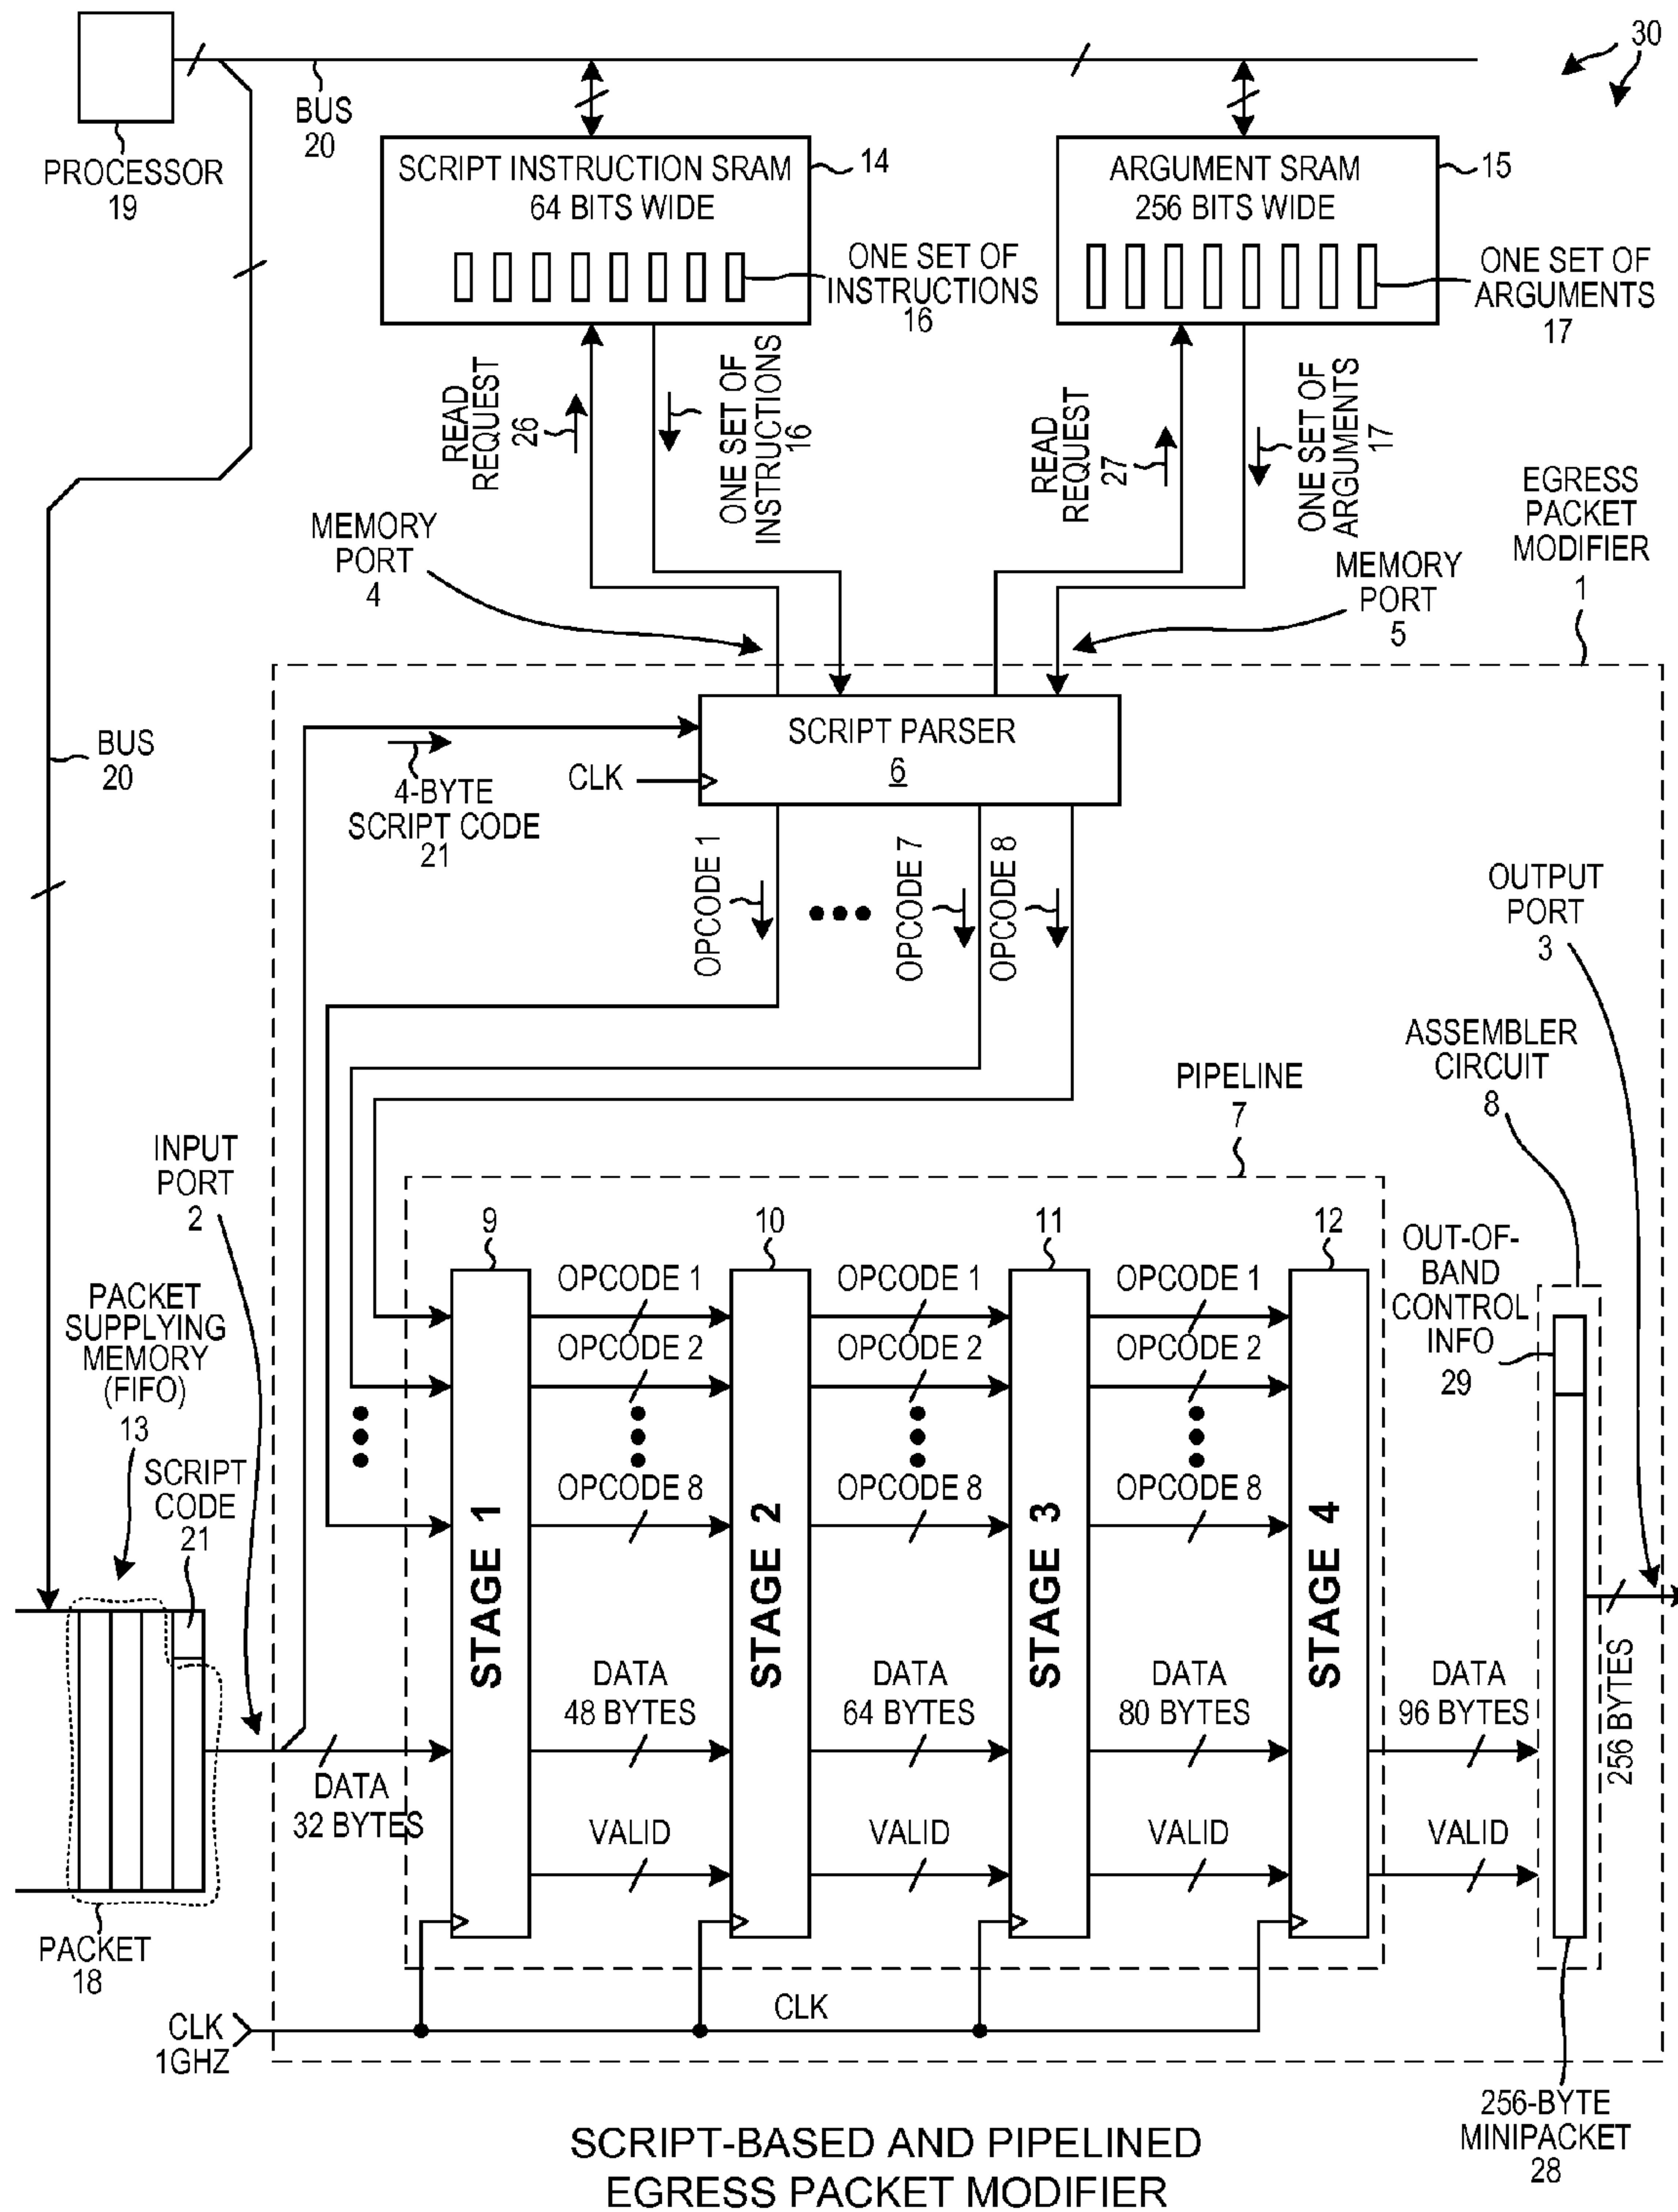 30
BUS
20
PROCESSOR
19
SCRIPT INSTRUCTION SRAM
64 BITS WIDE
14
ARGUMENT SRAM
256 BITS WIDE
15
ONE SET OF
INSTRUCTIONS
16
ONE SET OF
ARGUMENTS
17
READ
REQUEST
26
ONE SET OF
INSTRUCTIONS
16
READ
REQUEST
27
ONE SET OF
ARGUMENTS
17
EGRESS
PACKET
MODIFIER
1
MEMORY
PORT
4
MEMORY
PORT
5
BUS
20
SCRIPT PARSER
6
CLK
4-BYTE
SCRIPT CODE
21
OPCODE 1
OPCODE 7
OPCODE 8
OUTPUT
PORT
3
ASSEMBLER
CIRCUIT
8
PIPELINE
7
INPUT
PORT
2
PACKET
SUPPLYING
MEMORY
(FIFO)
13
SCRIPT
CODE
21
9
10
11
12
OUT-OF-
BAND
CONTROL
INFO
29
OPCODE 1
OPCODE 1
OPCODE 1
OPCODE 2
OPCODE 2
OPCODE 2
OPCODE 8
OPCODE 8
OPCODE 8
STAGE 1
STAGE 2
STAGE 3
STAGE 4
DATA
32 BYTES
DATA
48 BYTES
DATA
64 BYTES
DATA
80 BYTES
DATA
96 BYTES
256 BYTES
VALID
VALID
VALID
VALID
PACKET
18
CLK
1GHZ
CLK
256-BYTE
MINIPACKET
28
SCRIPT-BASED AND PIPELINED
EGRESS PACKET MODIFIER